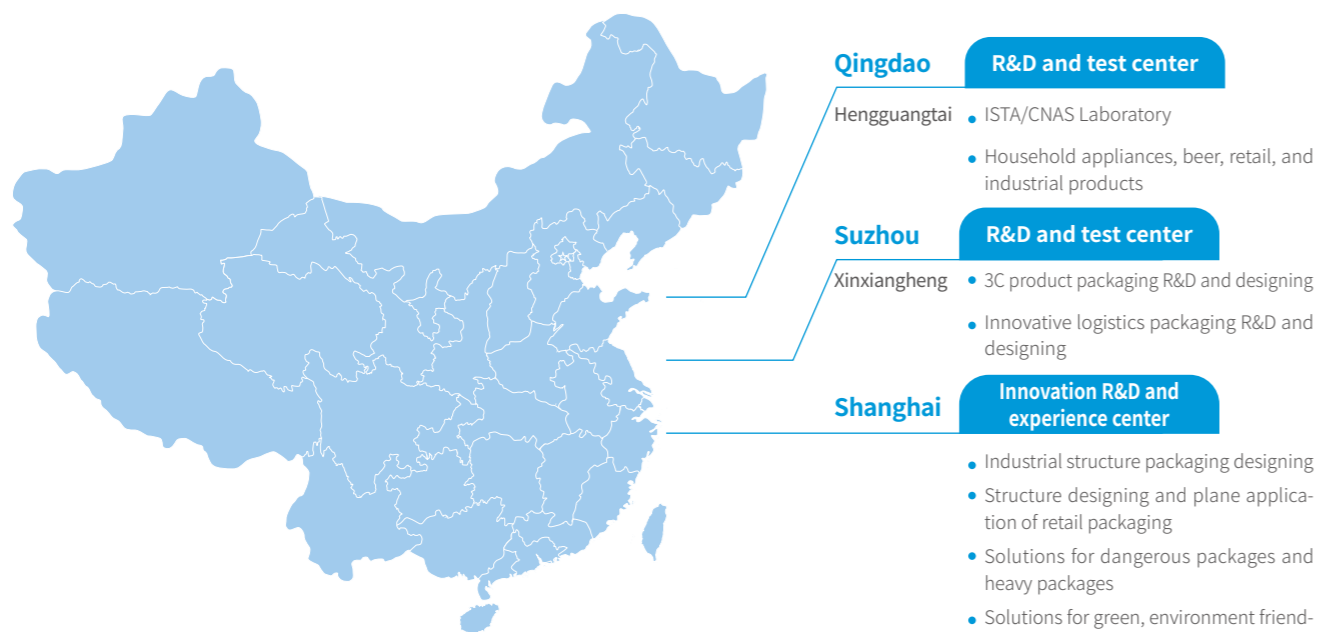 Qingdao
R&D and test center
Hengguangtai
• ISTA/CNAS Laboratory
• Household appliances, beer, retail, and
industrial products
Suzhou
R&D and test center
Xinxiangheng
• 3C product packaging R&D and designing
• Innovative logistics packaging R&D and
designing
Shanghai
Innovation R&D and
experience center
• Industrial structure packaging designing
• Structure designing and plane applica-
tion of retail packaging
• Solutions for dangerous packages and
heavy packages
• Solutions for green, environment friend-